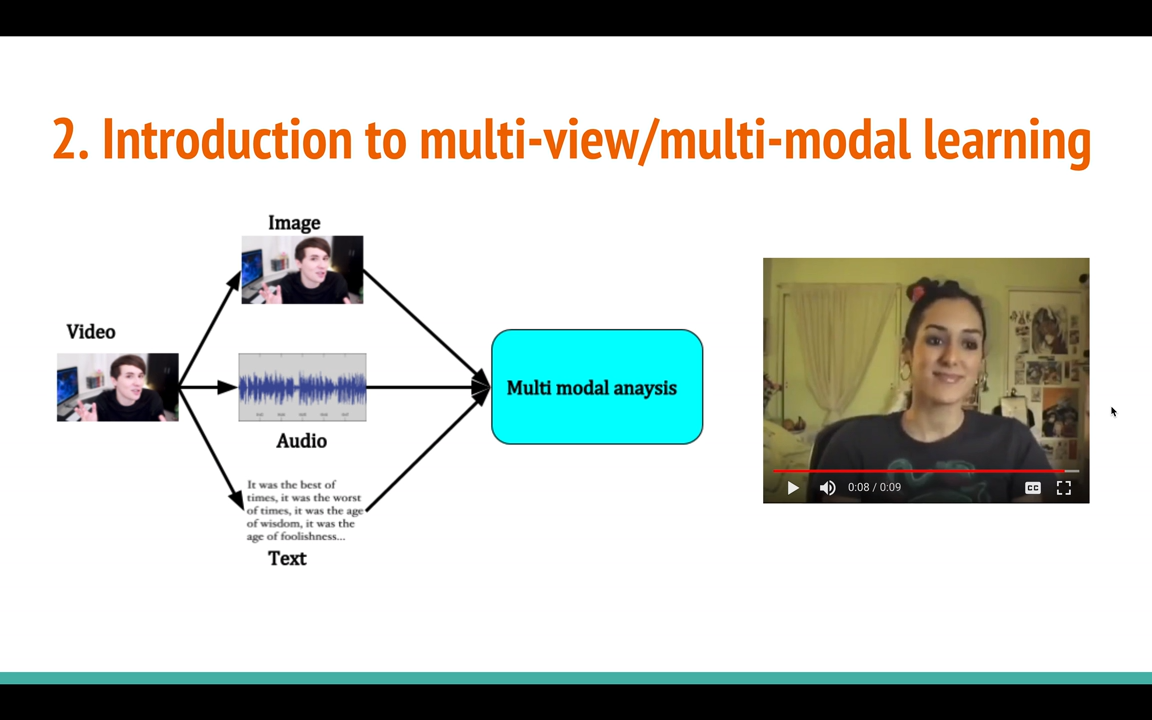 2. Introduction to multi-view/multi-modal learning
Image
Video
Audio
It was the best of
times, it was the worst
of times, it was the age
of wisdom, it was the
age of foolishness...
Text
Multi modal anaysis
0:08 / 0:09
CC